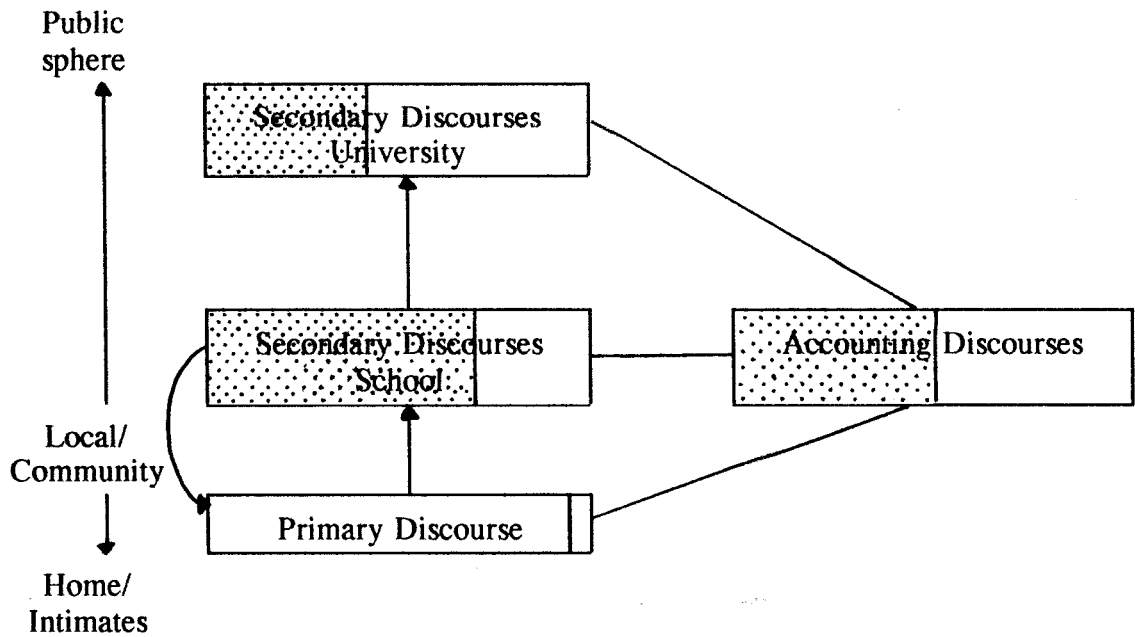 Public
sphere
Secondary Discourses
University
Secondary Discourses
School
Accounting Discourses
Local/
Community
Primary Discourse
Home/
Intimates